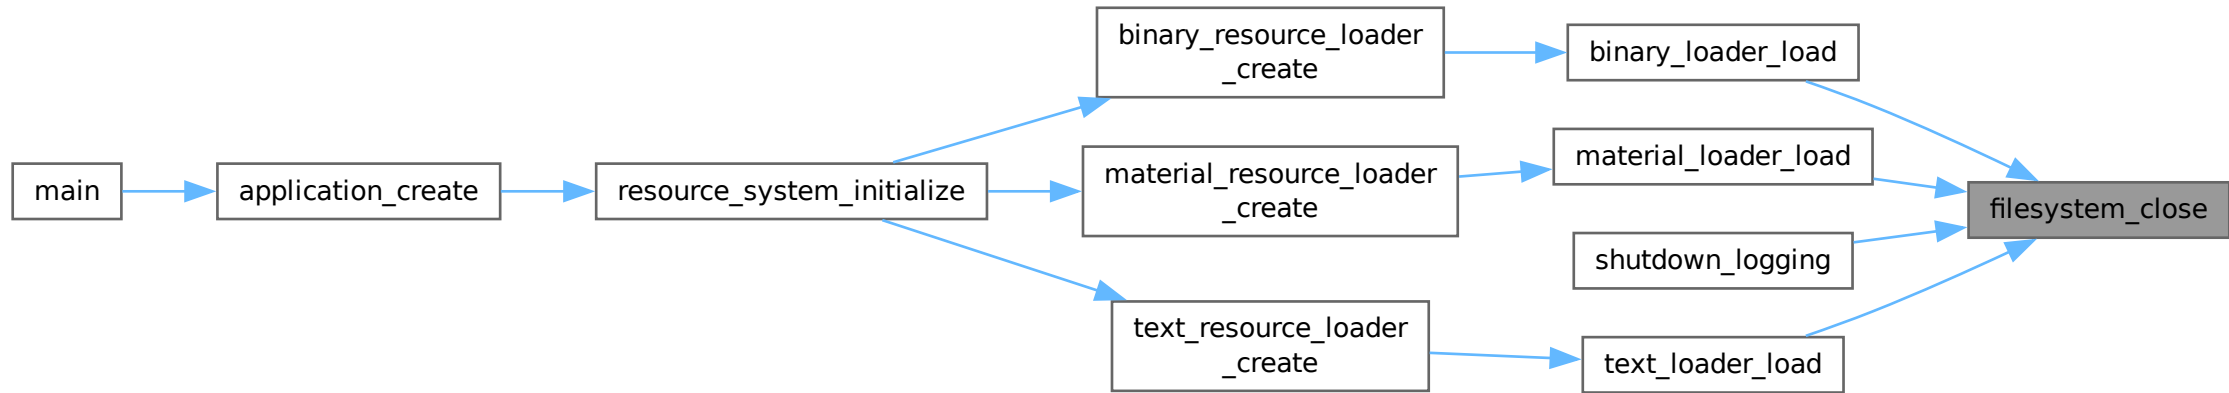 main
application_create
resource_system_initialize
binary_resource_loader
_create
material_resource_loader
_create
text_resource_loader
_create
binary_loader_load
material_loader_load
shutdown_logging
text_loader_load
filesystem_close